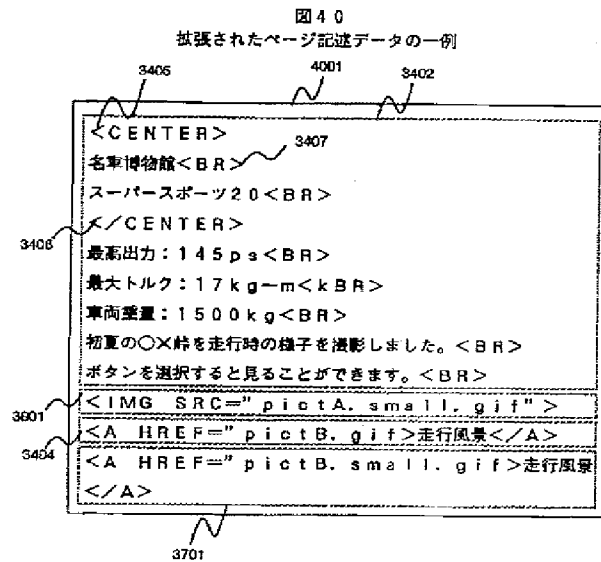 図40
拡張されたページ記述データの一例
3405 4001 3402
<CENTER>
名車博物館<BR> 3407
スーパースポーツ20<BR>
3408 </CENTER>
最高出力：145ps<BR>
最大トルク：17kg−m<kBR>
車両重量：1500kg<BR>
初夏の○×峠を走行時の様子を撮影しました。<BR>
ボタンを選択すると見ることができます。<BR>
3601 <IMG SRC="pictA.small.gif">
3404 <A HREF="pictB.gif>走行風景</A>
<A HREF="pictB.small.gif>走行風景
</A>
3701